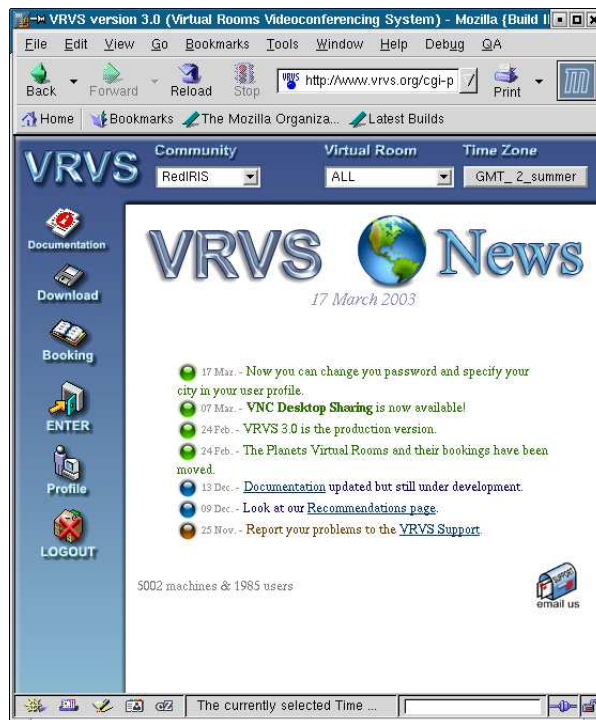 VRVS version 3.0 (Virtual Rooms Videoconferencing System) - Mozilla {Build I
File Edit View Go Bookmarks Tools Window Help Debug QA
Back Forward Reload Stop http://www.vrvs.org/cgi-p Print
Home Bookmarks The Mozilla Organiza... Latest Builds
VRVS Community Virtual Room Time Zone
RedIRIS ALL GMT_ 2_summer
Documentation
Download
Booking
ENTER
Profile
LOGOUT
VRVS News
17 March 2003
17 Mar. - Now you can change you password and specify your
city in your user profile.
07 Mar. - VNC Desktop Sharing is now available!
24 Feb. - VRVS 3.0 is the production version.
24 Feb. - The Planets Virtual Rooms and their bookings have been
moved.
13 Dec. - Documentation updated but still under development.
09 Dec. - Look at our Recommendations page.
25 Nov. - Report your problems to the VRVS Support.
5002 machines & 1985 users
SUPPORT
email us
The currently selected Time ...